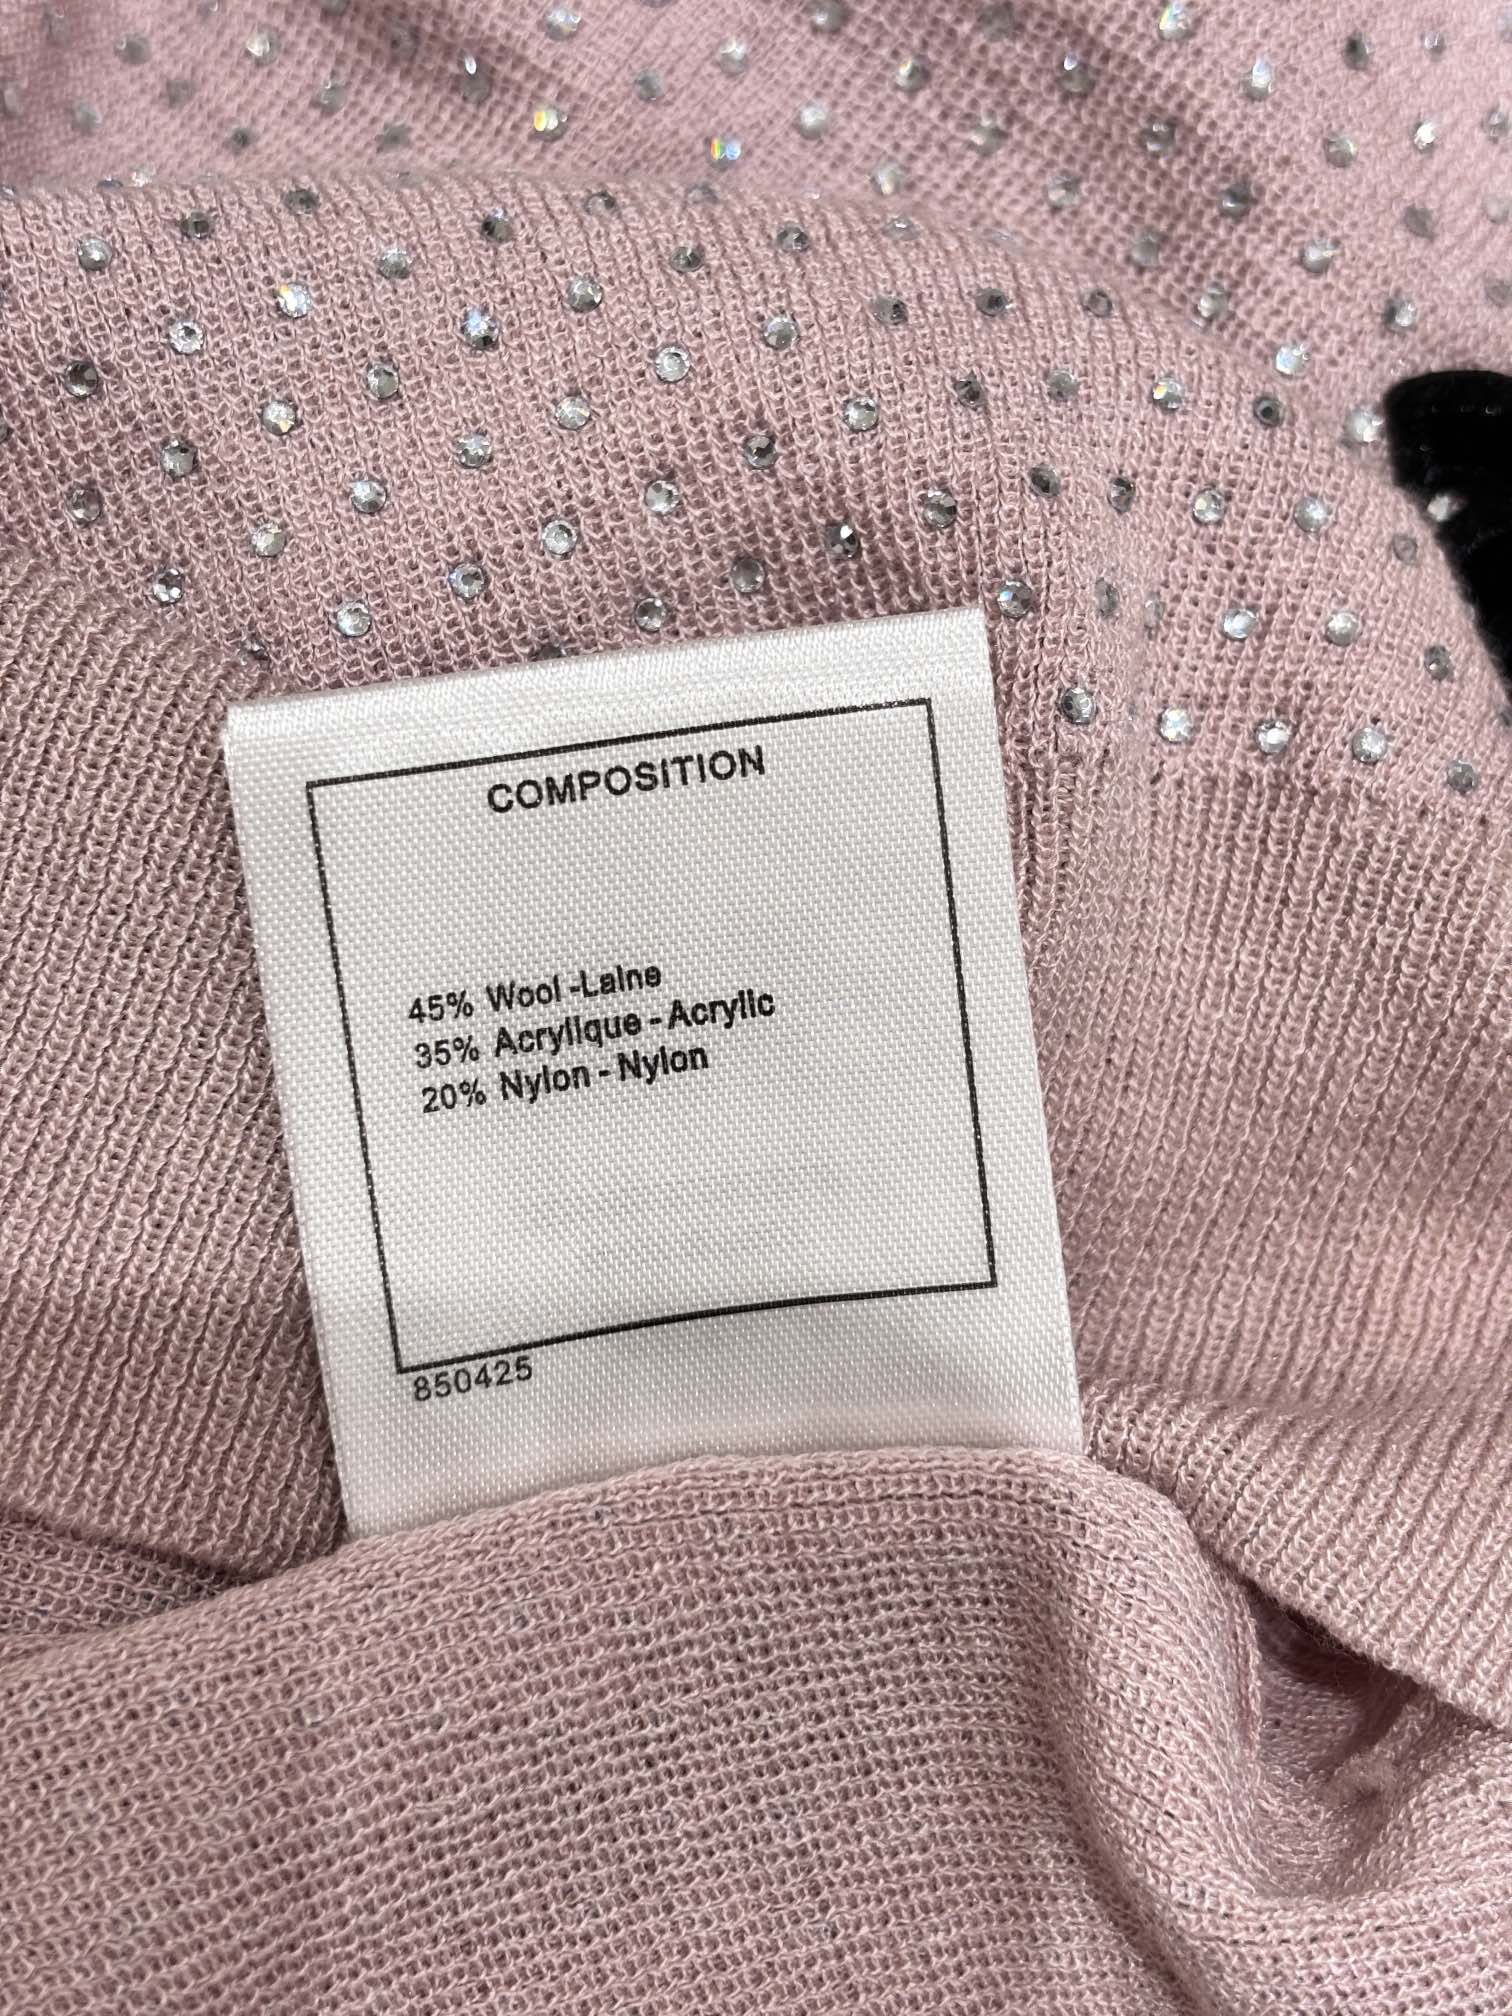 COMPOSITION
45% Wool -Laine
35% Acrylique - Acrylic
20% Nylon - Nylon
850425